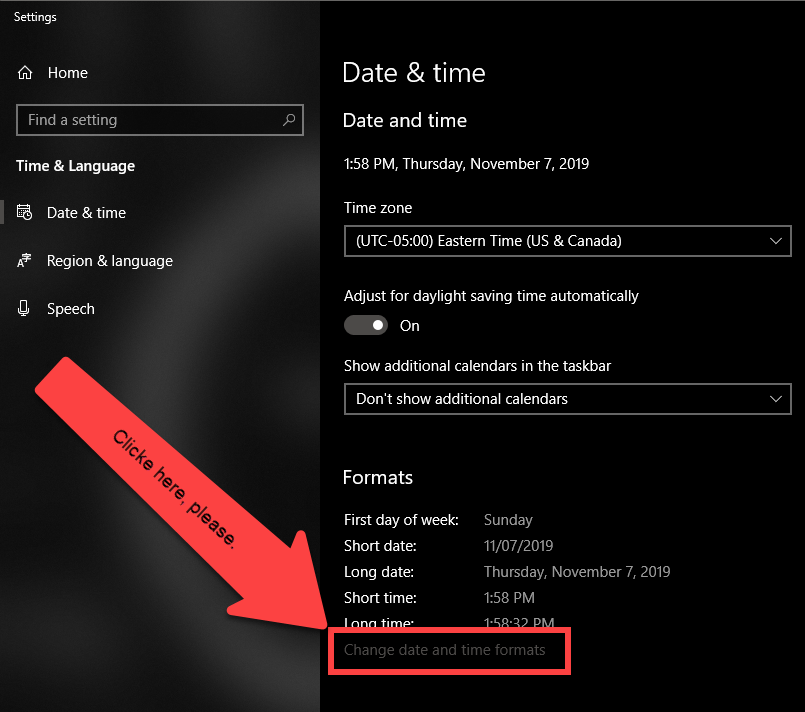 Settings
Home
Find a setting
Time & Language
Date & time
Region & language
Speech
Clicke here, please.
Date & time
Date and time
1:58 PM, Thursday, November 7, 2019
Time zone
(UTC-05:00) Eastern Time (US & Canada)
Adjust for daylight saving time automatically
On
Show additional calendars in the taskbar
Don't show additional calendars
Formats
First day of week: Sunday
Short date: 11/07/2019
Long date: Thursday, November 7, 2019
Short time: 1:58 PM
Long time: 1:58:32 PM
Change date and time formats